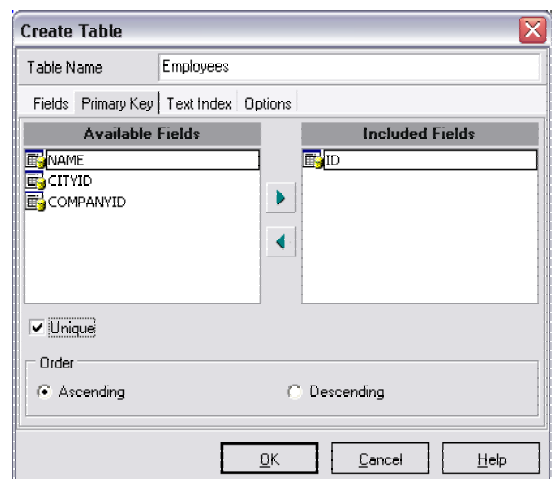 Create Table
Table Name Employees
Fields Primary Key Text Index Options
Available Fields Included Fields
NAME ID
CITYID
COMPANYID
Unique
Order
Ascending Descending
OK Cancel Help